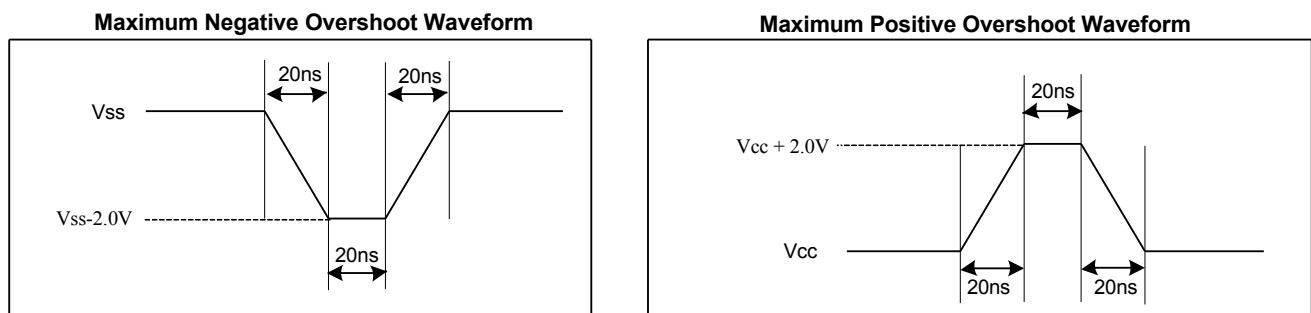 Maximum Negative Overshoot Waveform
20ns
20ns
Vss
Vss-2.0V
20ns
Maximum Positive Overshoot Waveform
20ns
Vcc + 2.0V
Vcc
20ns
20ns